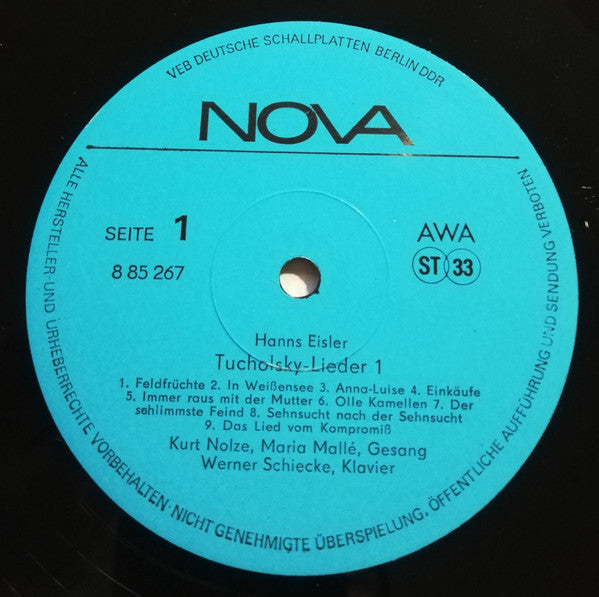 VEB DEUTSCHE SCHALLPLATTEN BERLIN DDR
NOVA
SEITE 1
8 85 267
AWA
ST 33
Hanns Eisler
Tucholsky-Lieder 1
1. Feldfrüchte 2. In Weißensee 3. Anna-Luise 4. Einkäufe
5. Immer raus mit der Mutter 6. Olle Kamellen 7. Der
schlimmste Feind 8. Sehnsucht nach der Sehnsucht
9. Das Lied vom Kompromiß
Kurt Nolze, Maria Mallé, Gesang
Werner Schiecke, Klavier
ALLE HERSTELLER- UND URHEBERRECHTE VORBEHALTEN·NICHT GENEHMIGTE ÜBERSPIELUNG, ÖFFENTLICHE AUFFÜHRUNG UND SENDUNG VERBOTEN